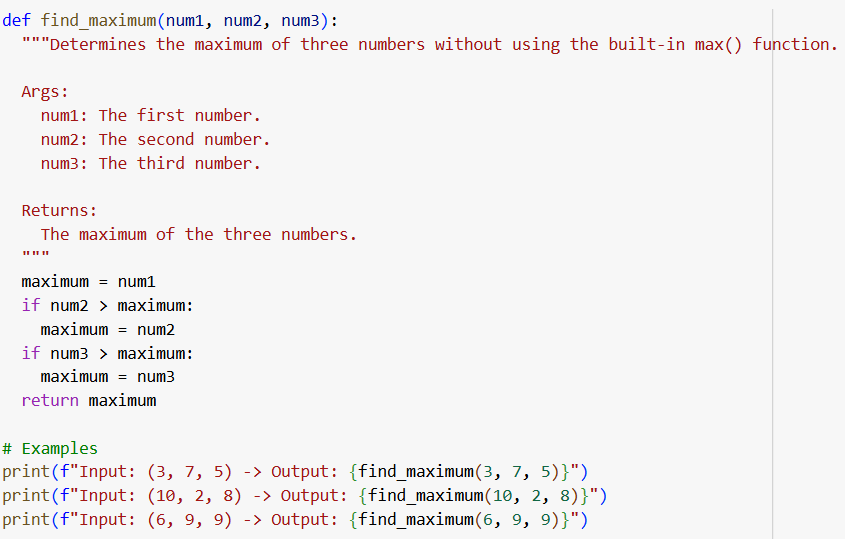 def find_maximum(num1, num2, num3):
  """Determines the maximum of three numbers without using the built-in max() function.
  Args:
    num1: The first number.
    num2: The second number.
    num3: The third number.
  Returns:
    The maximum of the three numbers.
  """
  maximum = num1
  if num2 > maximum:
    maximum = num2
  if num3 > maximum:
    maximum = num3
  return maximum
# Examples
print(f"Input: (3, 7, 5) -> Output: {find_maximum(3, 7, 5)}")
print(f"Input: (10, 2, 8) -> Output: {find_maximum(10, 2, 8)}")
print(f"Input: (6, 9, 9) -> Output: {find_maximum(6, 9, 9)}")